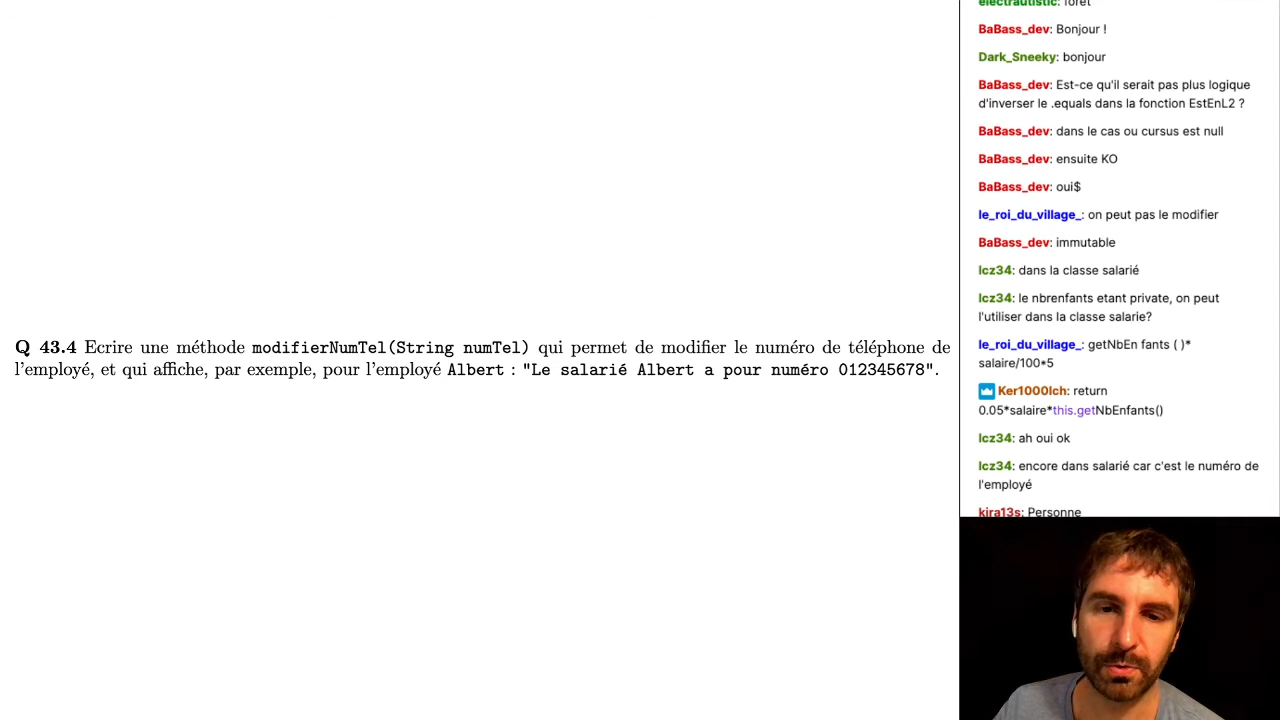 Q 43.4 Ecrire une méthode modifierNumTel(String numTel) qui permet de modifier le numéro de téléphone de
l'employé, et qui affiche, par exemple, pour l'employé Albert : "Le salarié Albert a pour numéro 012345678".
electrautistic: foret
BaBass_dev: Bonjour !
Dark_Sneeky: bonjour
BaBass_dev: Est-ce qu'il serait pas plus logique
d'inverser le .equals dans la fonction EstEnL2 ?
BaBass_dev: dans le cas ou cursus est null
BaBass_dev: ensuite KO
BaBass_dev: oui$
le_roi_du_village_: on peut pas le modifier
BaBass_dev: immutable
lcz34: dans la classe salarié
lcz34: le nbrenfants etant private, on peut
l'utiliser dans la classe salarie?
le_roi_du_village_: getNbEn fants ( )*
salaire/100*5
Ker1000lch: return
0.05*salaire*this.getNbEnfants()
lcz34: ah oui ok
lcz34: encore dans salarié car c'est le numéro de
l'employé
kira13s: Personne